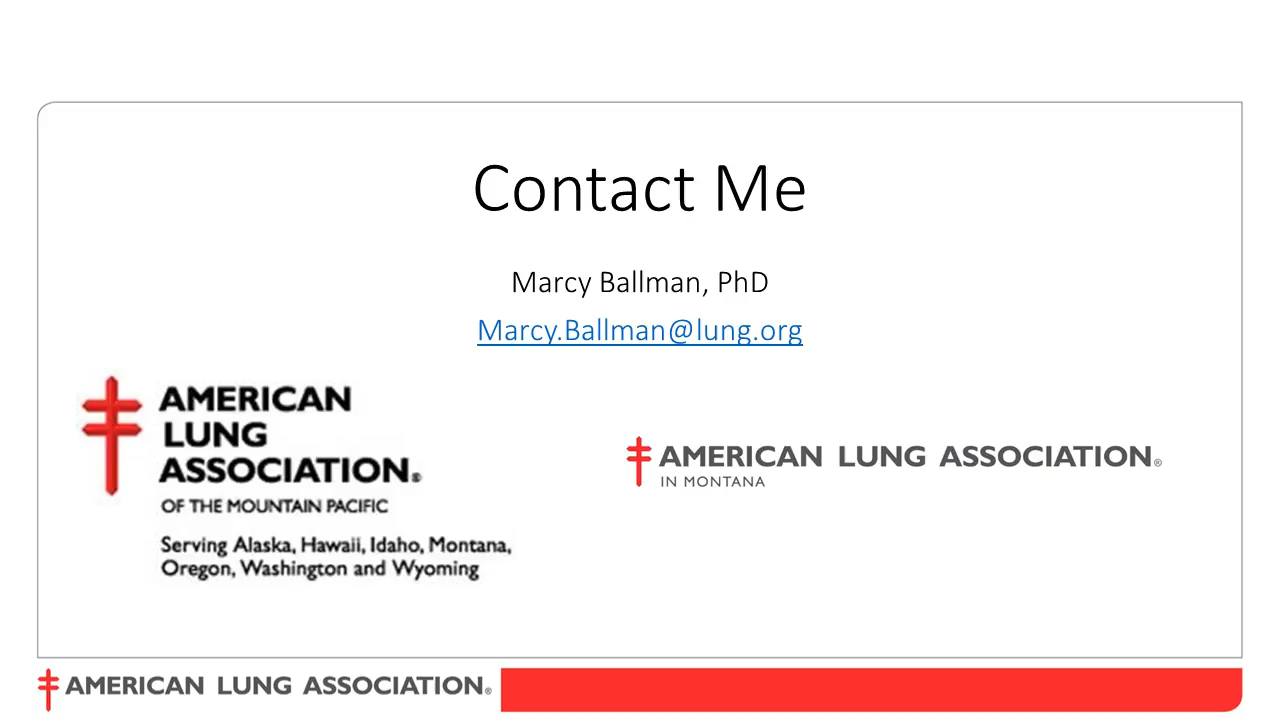 Contact Me
Marcy Ballman, PhD
Marcy.Ballman@lung.org
AMERICAN
LUNG
ASSOCIATION®
OF THE MOUNTAIN PACIFIC
Serving Alaska, Hawaii, Idaho, Montana,
Oregon, Washington and Wyoming
AMERICAN LUNG ASSOCIATION®
IN MONTANA
AMERICAN LUNG ASSOCIATION®